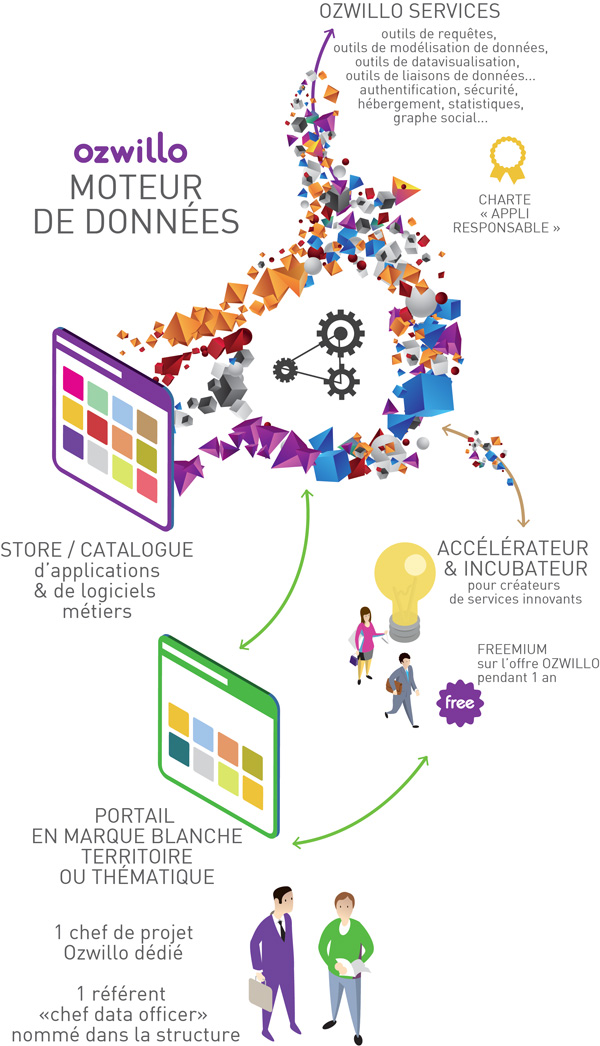 OZWILLO SERVICES
outils de requêtes,
outils de modélisation de données,
outils de datavisualisation,
outils de liaisons de données...
authentification, sécurité,
hébergement, statistiques,
graphe social...
ozwillo
MOTEUR
DE DONNÉES
CHARTE
« APPLI
RESPONSABLE »
STORE / CATALOGUE
d'applications
& de logiciels
métiers
ACCÉLÉRATEUR
& INCUBATEUR
pour créateurs
de services innovants
FREEMIUM
sur l'offre OZWILLO
pendant 1 an
free
PORTAIL
EN MARQUE BLANCHE
TERRITOIRE
OU THÉMATIQUE
1 chef de projet
Ozwillo dédié
1 référent
«chef data officer»
nommé dans la structure